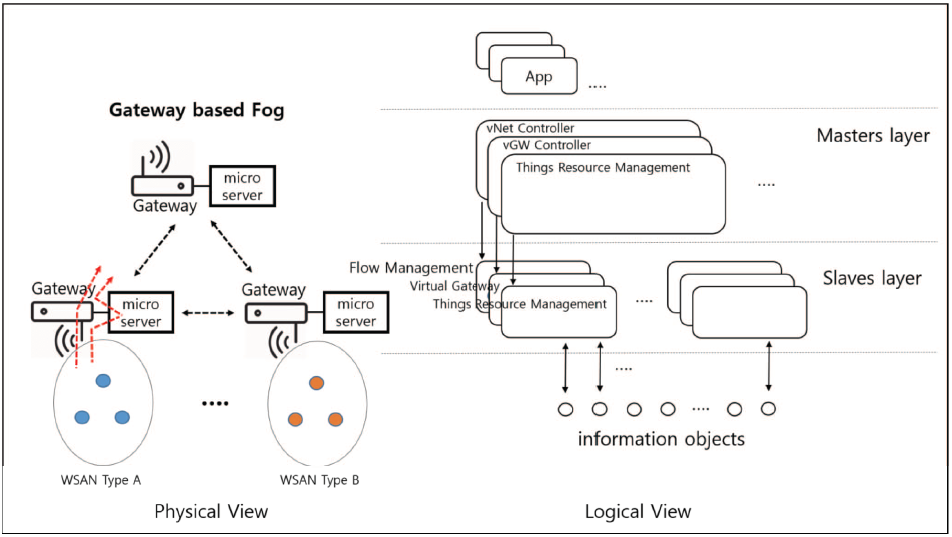 Gateway based Fog
micro
server
Gateway
Gateway
micro
server
Gateway
micro
server
....
WSAN Type A
WSAN Type B
Physical View
App
....
vNet Controller
vGW Controller
Things Resource Management
....
Masters layer
Flow Management
Virtual Gateway
Things Resource Management
....
Slaves layer
....
....
information objects
Logical View